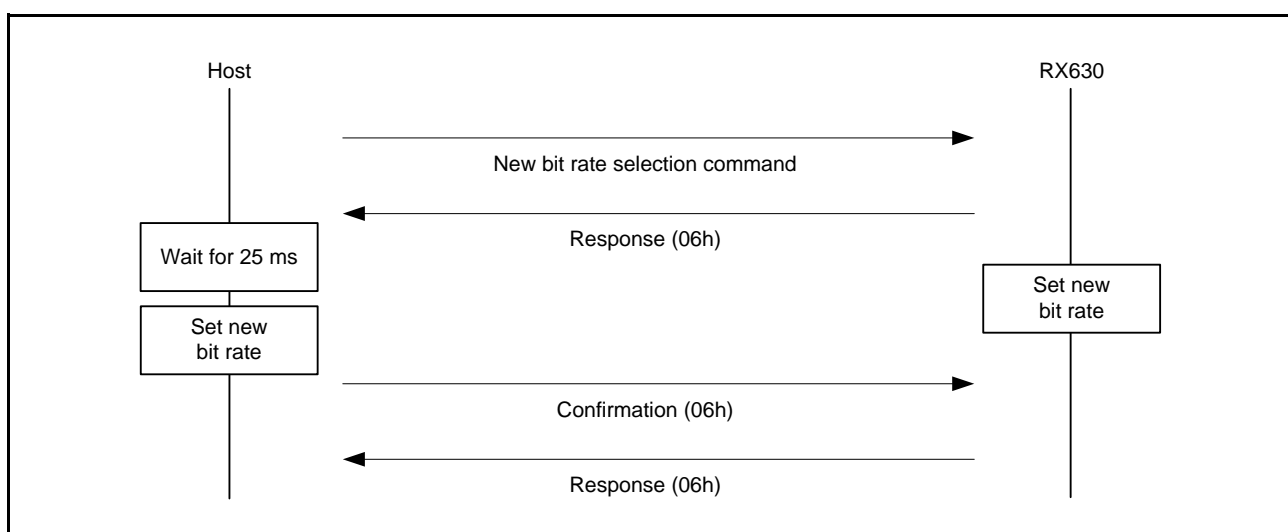 Host
RX630
New bit rate selection command
Response (06h)
Wait for 25 ms
Set new
bit rate
Set new
bit rate
Confirmation (06h)
Response (06h)